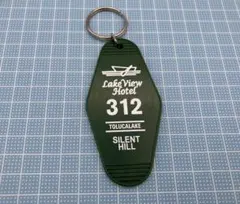 Lake View
Hotel
312
TOLUCALAKE
SILENT
HILL